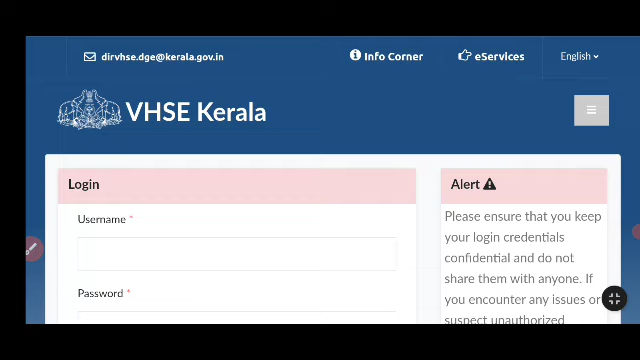 dirvhse.dge@kerala.gov.in
Info Corner
eServices
English
VHSE Kerala
Login
Username *
Password *
Alert
Please ensure that you keep
your login credentials
confidential and do not
share them with anyone. If
you encounter any issues or
suspect unauthorized